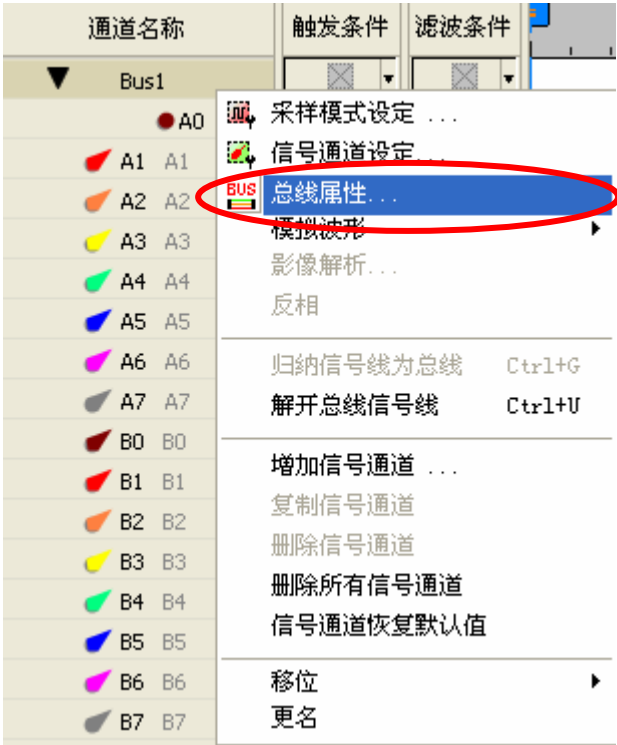 通道名称 触发条件 滤波条件
Bus1
A0
采样模式设定 ...
A1 A1
信号通道设定...
A2 A2
BUS 总线属性...
A3 A3
模拟波形
影像解析...
A4 A4
反相
A5 A5
A6 A6
归纳信号线为总线 Ctrl+G
A7 A7
解开总线信号线 Ctrl+U
B0 B0
增加信号通道 ...
B1 B1
复制信号通道
B2 B2
删除信号通道
B3 B3
删除所有信号通道
B4 B4
信号通道恢复默认值
B5 B5
B6 B6
移位
B7 B7
更名